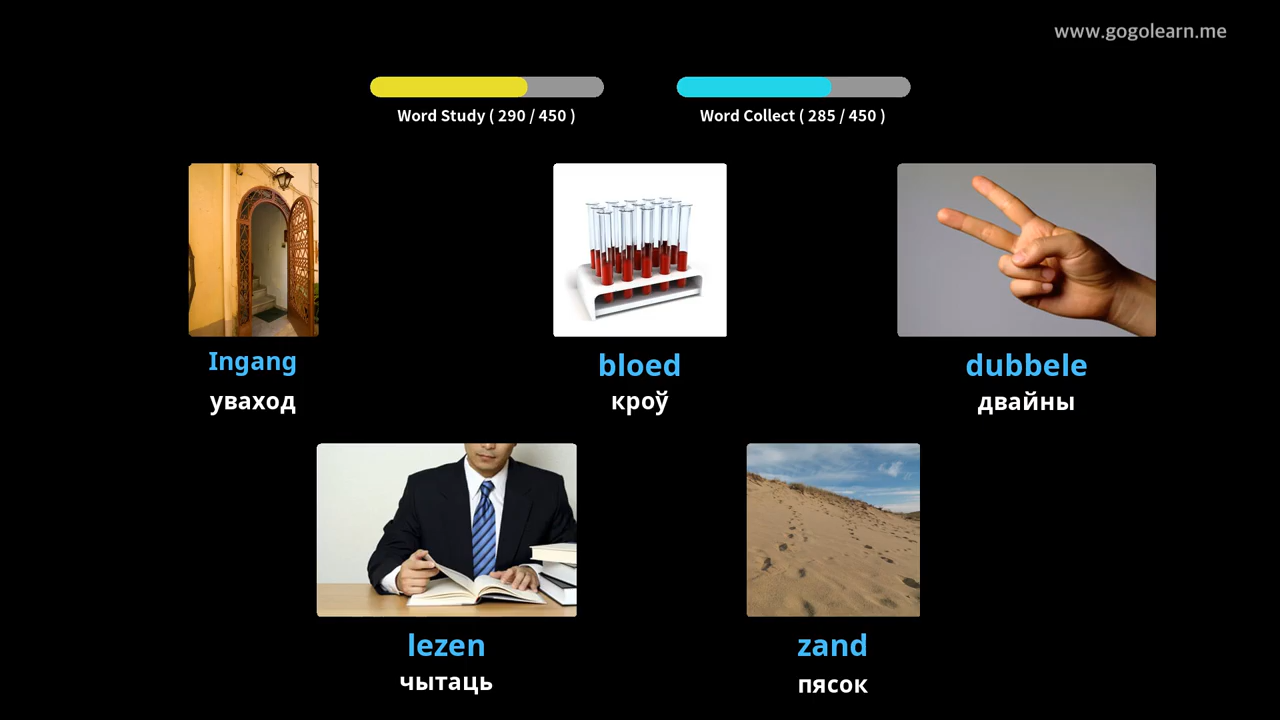 www.gogolearn.me
Word Study ( 290 / 450 )
Word Collect ( 285 / 450 )
Ingang
уваход
bloed
кроў
dubbele
двайны
lezen
чытаць
zand
пясок